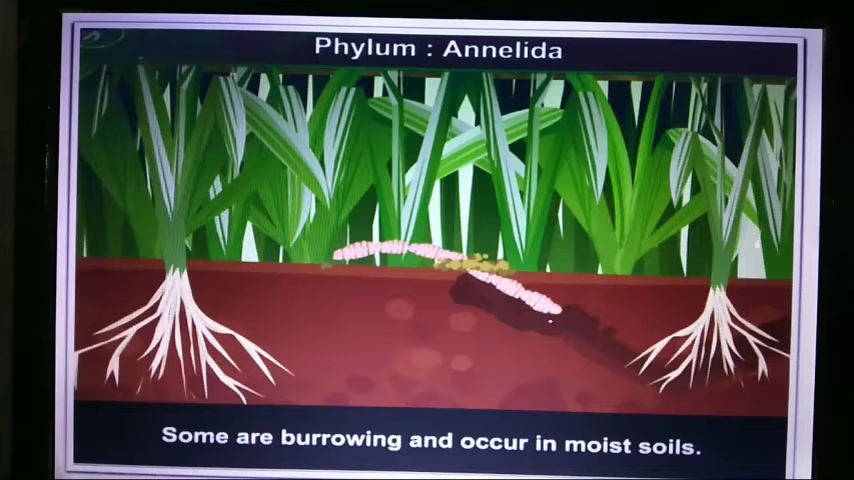 Phylum : Annelida
Some are burrowing and occur in moist soils.